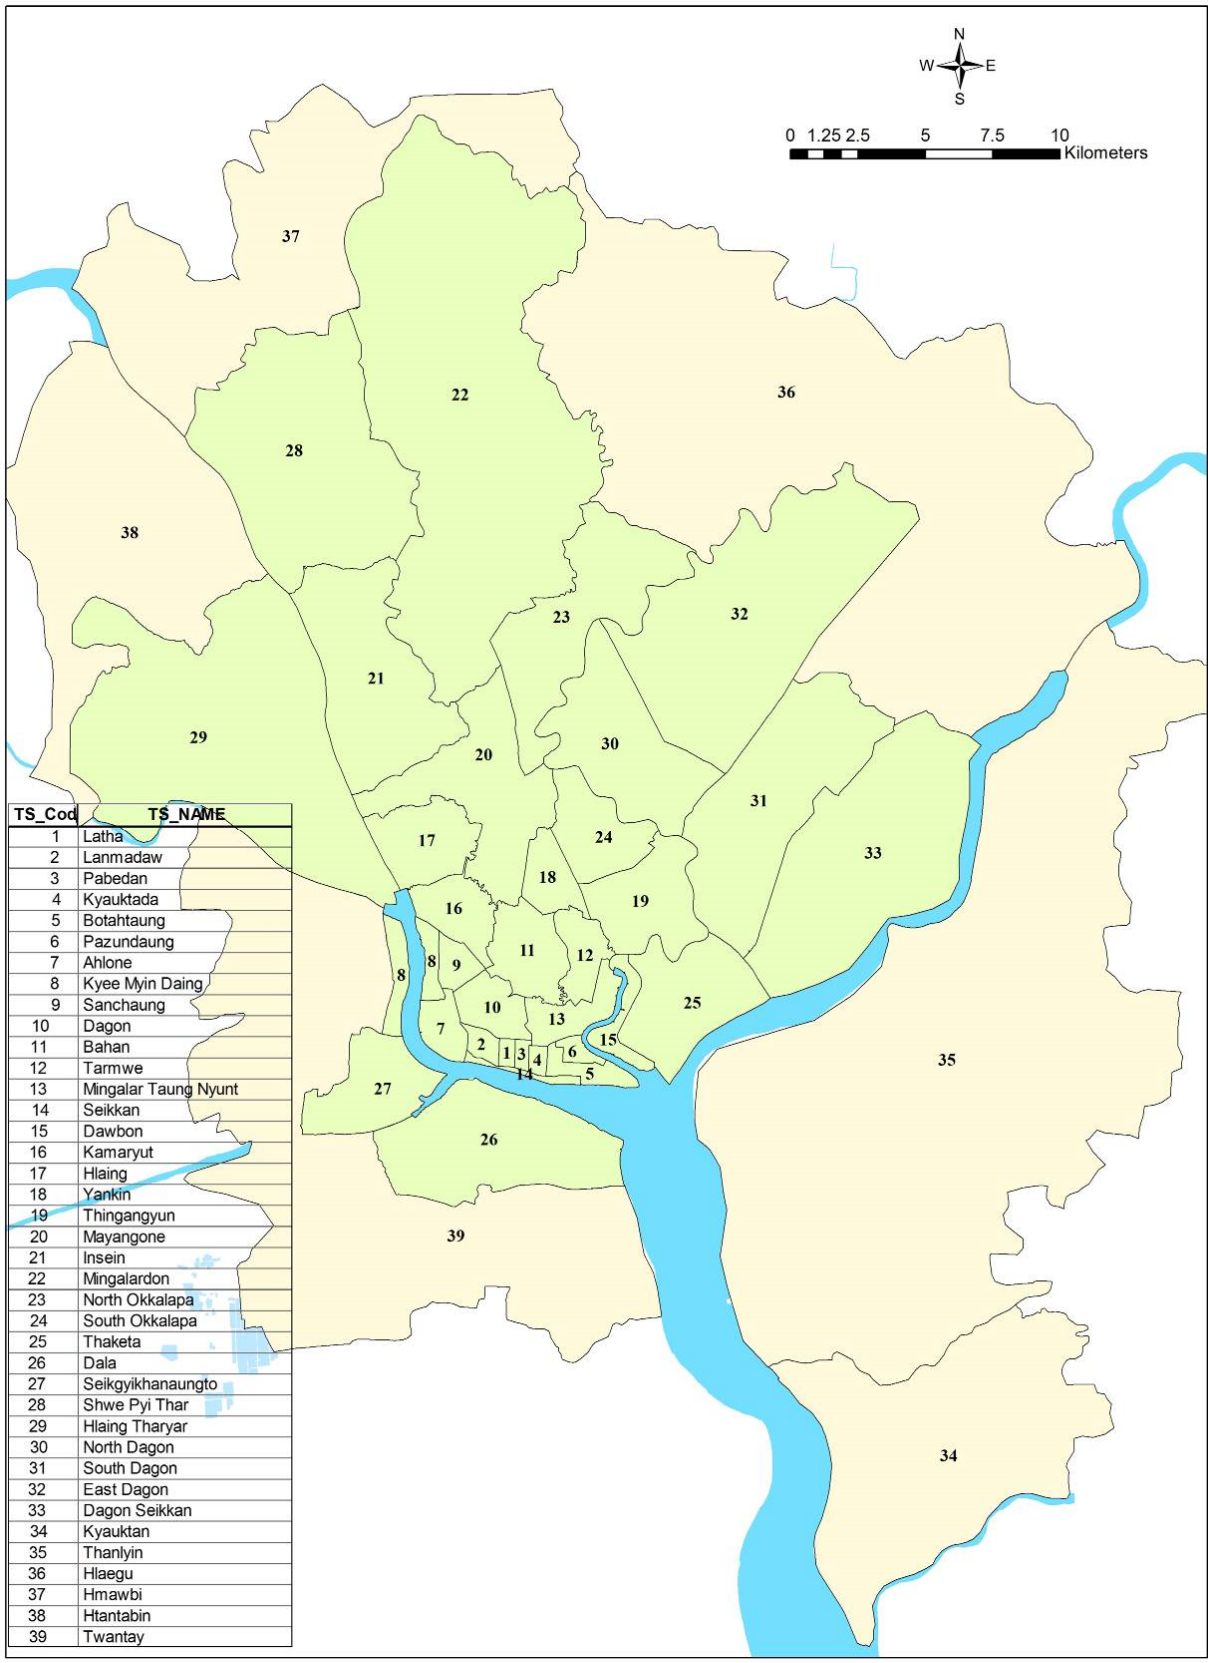 N
W E
S
0 1.25 2.5 5 7.5 10
Kilometers
37
22
36
28
38
32
23
21
29
20
30
31
17
24
33
18
19
16
11
12
8
8
9
25
10
13
7
15
2
1
3
4
6
14
5
35
27
26
39
34
TS_Cod TS_NAME
1 Latha
2 Lanmadaw
3 Pabedan
4 Kyauktada
5 Botahtaung
6 Pazundaung
7 Ahlone
8 Kyee Myin Daing
9 Sanchaung
10 Dagon
11 Bahan
12 Tarmwe
13 Mingalar Taung Nyunt
14 Seikkan
15 Dawbon
16 Kamaryut
17 Hlaing
18 Yankin
19 Thingangyun
20 Mayangone
21 Insein
22 Mingalardon
23 North Okkalapa
24 South Okkalapa
25 Thaketa
26 Dala
27 Seikgyikhanaungto
28 Shwe Pyi Thar
29 Hlaing Tharyar
30 North Dagon
31 South Dagon
32 East Dagon
33 Dagon Seikkan
34 Kyauktan
35 Thanlyin
36 Hlaegu
37 Hmawbi
38 Htantabin
39 Twantay